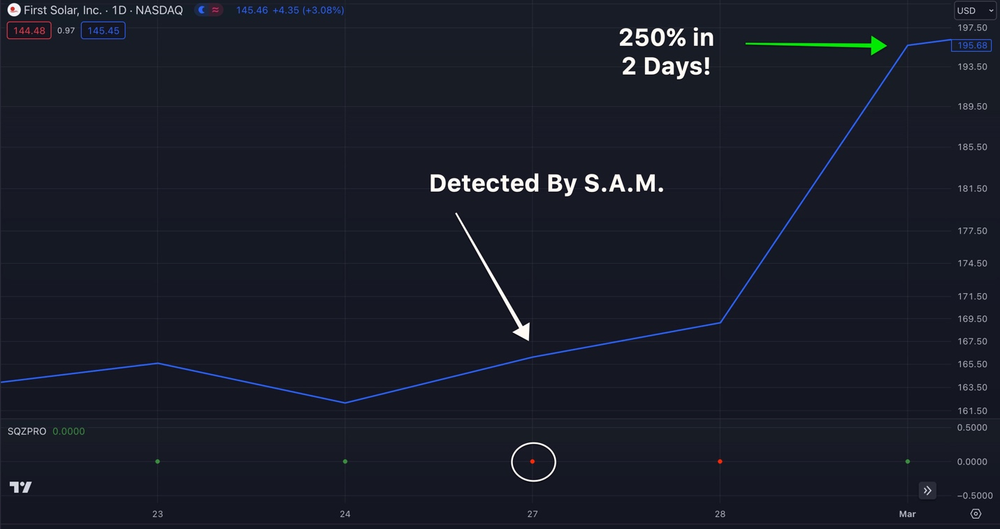 First Solar, Inc. · 1D · NASDAQ 145.46 +4.35 (+3.08%)
USD
144.48 0.97 145.45
250% in
2 Days!
197.50
195.68
193.50
189.50
185.50
Detected By S.A.M.
181.50
177.50
174.50
171.50
169.50
167.50
165.50
163.50
161.50
SQZPRO 0.0000
0.5000
0.0000
−0.5000
23 24 27 28 Mar